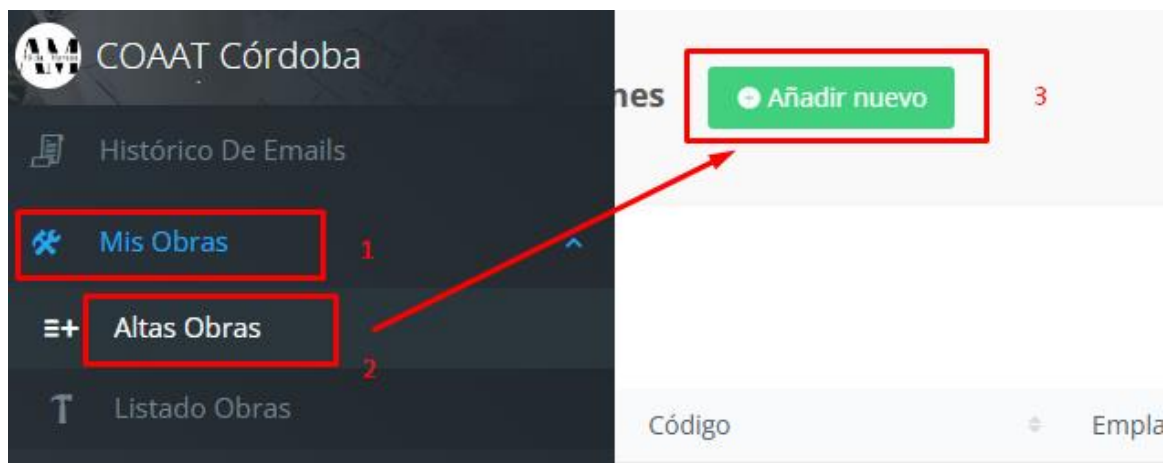 COAAT Córdoba
Histórico De Emails
Mis Obras 1
Altas Obras
2
Listado Obras
nes Añadir nuevo 3
Código Empla